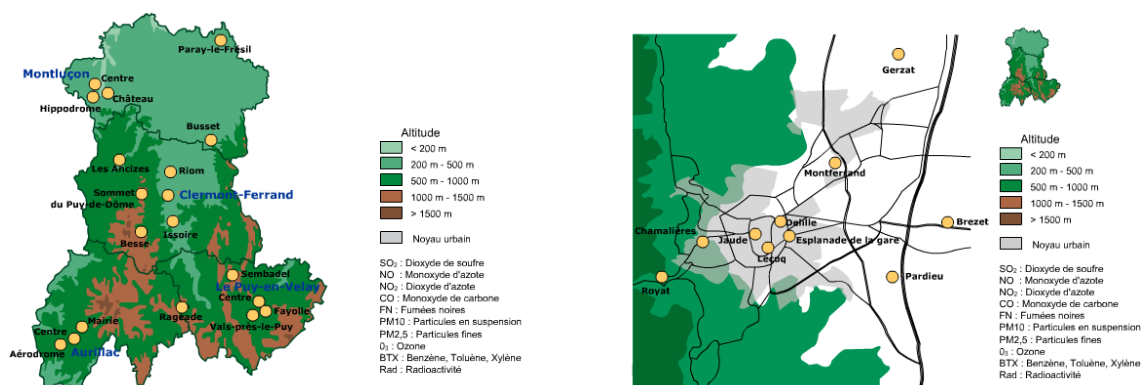 Paray-le-Frésil
Montluçon
Centre
Château
Hippodrome
Busset
Les Ancizes
Riom
Sommet
du Puy-de-Dôme
Clermont-Ferrand
Issoire
Besse
Sembadel
Le Puy-en-Velay
Centre
Fayolle
Rageade
Vals-près-le-Puy
Mairie
Centre
Aérodrome
Aurillac
Altitude
< 200 m
200 m - 500 m
500 m - 1000 m
1000 m - 1500 m
> 1500 m
Noyau urbain
SO₂ : Dioxyde de soufre
NO : Monoxyde d'azote
NO₂ : Dioxyde d'azote
CO : Monoxyde de carbone
FN : Fumées noires
PM10 : Particules en suspension
PM2,5 : Particules fines
0₃ : Ozone
BTX : Benzène, Toluène, Xylène
Rad : Radioactivité
Gerzat
Montferrand
Delille
Brezet
Chamalières
Jaude
Esplanade de la gare
Lecoq
Pardieu
Royat
Altitude
< 200 m
200 m - 500 m
500 m - 1000 m
1000 m - 1500 m
> 1500 m
Noyau urbain
SO₂ : Dioxyde de soufre
NO : Monoxyde d'azote
NO₂ : Dioxyde d'azote
CO : Monoxyde de carbone
FN : Fumées noires
PM10 : Particules en suspension
PM2,5 : Particules fines
0₃ : Ozone
BTX : Benzène, Toluène, Xylène
Rad : Radioactivité